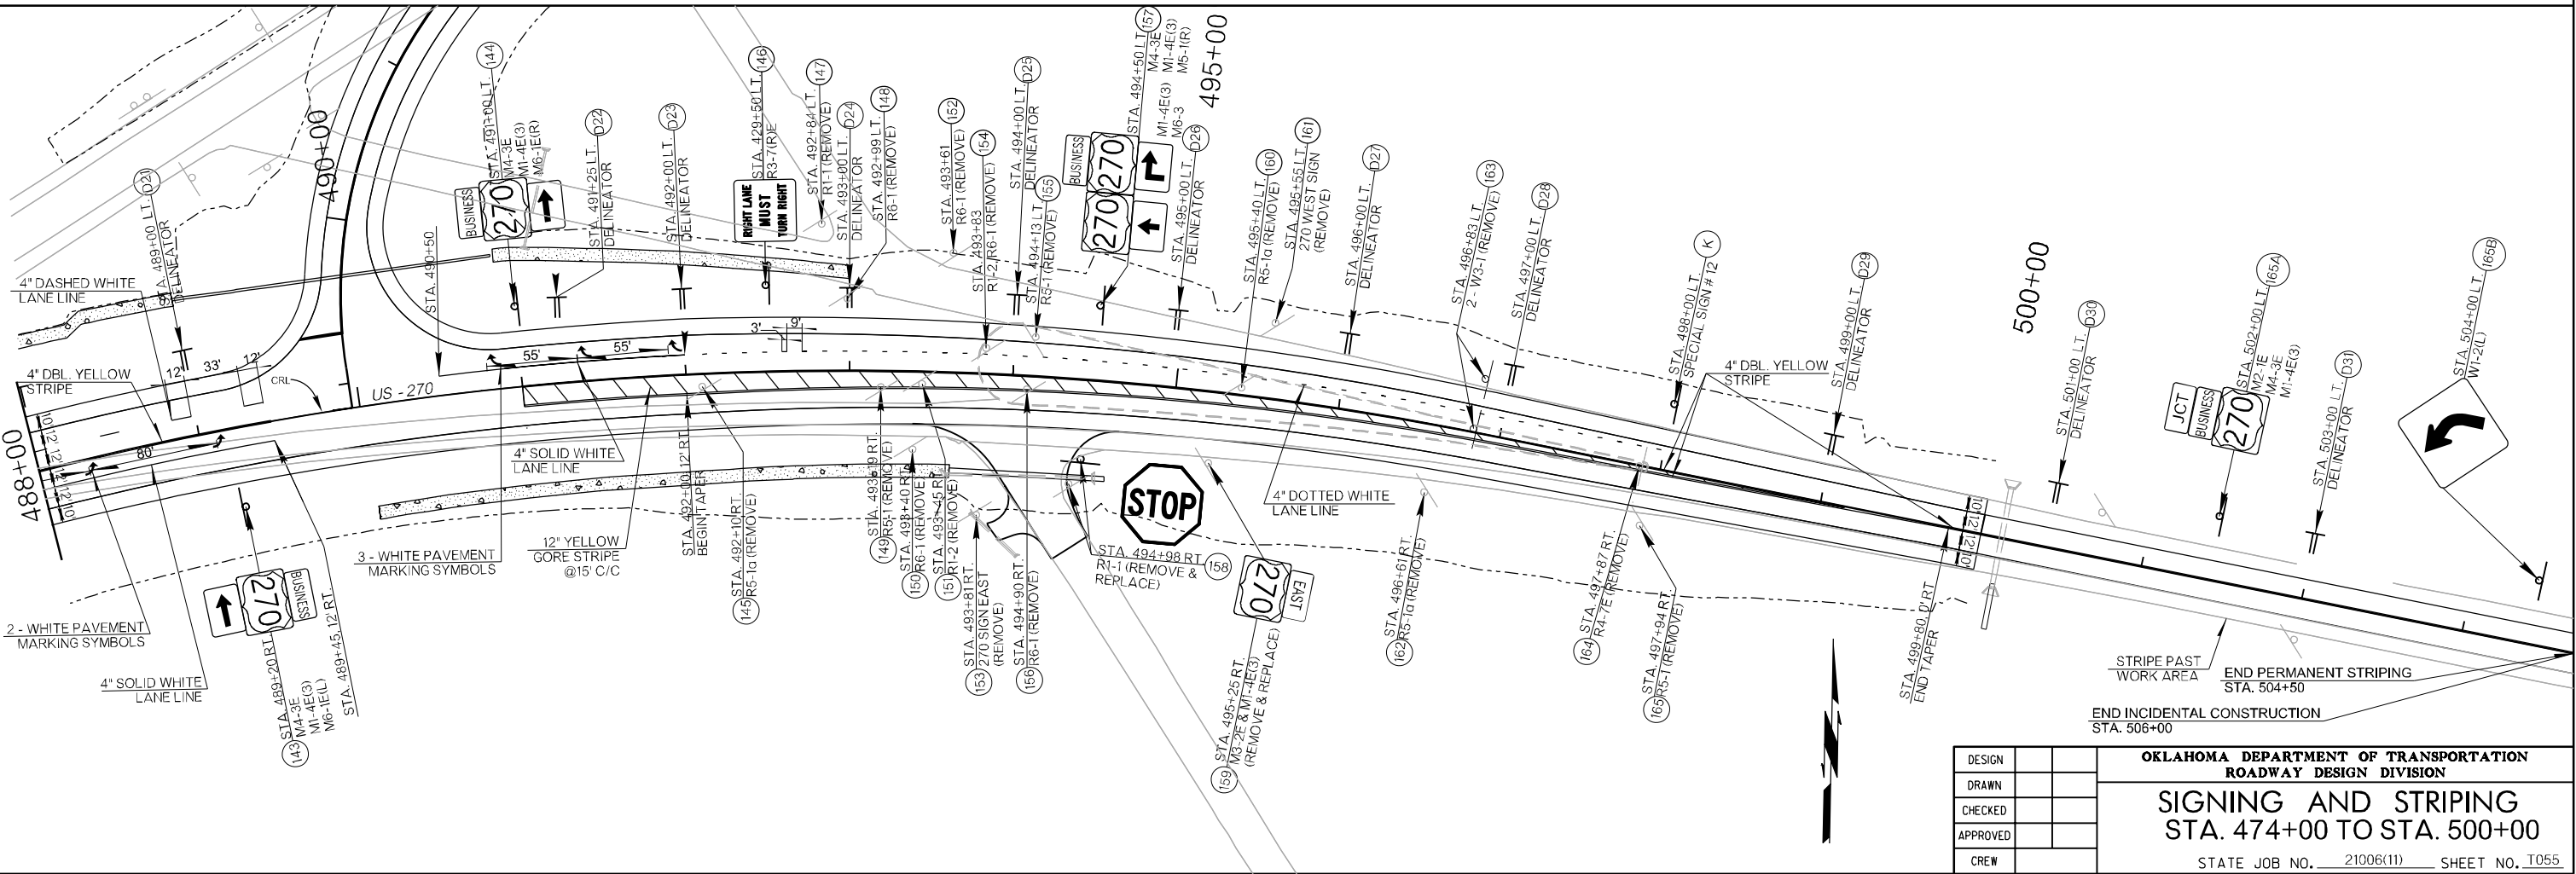 488+00
490+00
495+00
500+00
4" DASHED WHITE
LANE LINE
STA. 489+00 LT. D21
DELINEATOR
4" DBL. YELLOW
STRIPE
12' 33' 12'
CRL
US - 270
80'
10' 12' 12' 12' 12' 10'
STA. 490+50
BUSINESS
270
STA. 491+00 LT. 144
M4-3E
M1-4E(3)
M6-1E(R)
STA. 491+25 LT. D22
DELINEATOR
STA. 492+00 LT. D23
DELINEATOR
RIGHT LANE
MUST
TURN RIGHT
STA. 429+50 LT. 146
R3-7(R)E
STA. 492+84 LT. 147
R1-1 (REMOVE)
STA. 493+00 LT. D24
DELINEATOR
STA. 492+99 LT. 148
R6-1 (REMOVE)
STA. 493+61 152
R6-1 (REMOVE)
STA. 493+83 154
R1-2, R6-1 (REMOVE)
STA. 494+00 LT. D25
DELINEATOR
STA. 494+13 LT. 155
R5-1 (REMOVE)
BUSINESS
270 270
STA. 494+50 LT. 157
M4-3E
M1-4E(3) M1-4E(3)
M6-3 M5-1(R)
STA. 495+00 LT. D26
DELINEATOR
STA. 495+40 LT. 160
R5-1a (REMOVE)
STA. 495+55 LT. 161
270 WEST SIGN
(REMOVE)
STA. 496+00 LT. D27
DELINEATOR
STA. 496+83 LT. 163
2 - W3-1 (REMOVE)
STA. 497+00 LT. D28
DELINEATOR
STA. 498+00 LT. K
SPECIAL SIGN # 12
4" DBL. YELLOW
STRIPE
STA. 499+00 LT. D29
DELINEATOR
STA. 501+00 LT. D30
DELINEATOR
JCT
BUSINESS
270
STA. 502+00 LT. 165A
M2-1E
M4-3E
M1-4E(3)
STA. 503+00 LT. D31
DELINEATOR
STA. 504+00 LT. 165B
W1-2(L)
55' 55'
3' 9'
4" SOLID WHITE
LANE LINE
3 - WHITE PAVEMENT
MARKING SYMBOLS
12" YELLOW
GORE STRIPE
@15' C/C
2 - WHITE PAVEMENT
MARKING SYMBOLS
4" SOLID WHITE
LANE LINE
BUSINESS
270
143 STA. 489+20 RT.
M4-3E
M1-4E(3)
M6-1E(L)
STA. 489+45, 12' RT.
STA. 492+00, 12' RT.
BEGIN TAPER
145 STA. 492+10 RT.
R5-1a (REMOVE)
149 STA. 493+19 RT.
R5-1 (REMOVE)
150 STA. 493+40 RT.
R6-1 (REMOVE)
151 STA. 493+45 RT.
R1-2 (REMOVE)
153 STA. 493+81 RT.
270 SIGN EAST
(REMOVE)
156 STA. 494+90 RT.
R6-1 (REMOVE)
STOP
STA. 494+98 RT. 158
R1-1 (REMOVE &
REPLACE)
EAST
270
159 STA. 495+25 RT.
M3-2E & M1-4E(3)
(REMOVE & REPLACE)
4" DOTTED WHITE
LANE LINE
162 STA. 496+61 RT.
R5-1a (REMOVE)
164 STA. 497+87 RT.
R4-7E (REMOVE)
165 STA. 497+94 RT.
R5-1 (REMOVE)
STA. 499+80, 0' RT
END TAPER
10' 12' 12' 10'
STRIPE PAST
WORK AREA
END PERMANENT STRIPING
STA. 504+50
END INCIDENTAL CONSTRUCTION
STA. 506+00
N
DESIGN
DRAWN
CHECKED
APPROVED
CREW
OKLAHOMA DEPARTMENT OF TRANSPORTATION
ROADWAY DESIGN DIVISION
SIGNING AND STRIPING
STA. 474+00 TO STA. 500+00
STATE JOB NO. 21006(11) SHEET NO. T055